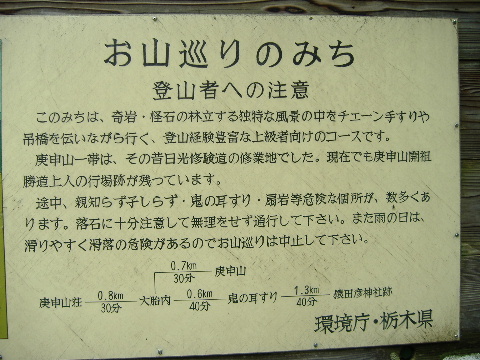 お山巡りのみち
登山者への注意
このみちは、奇岩・怪石の林立する独特な風景の中をチェーン手すりや
吊橋を伝いながら行く、登山経験豊富な上級者向けのコースです。
庚申山一帯は、その昔日光修験道の修業地でした。現在でも庚申山開祖
勝道上人の行場跡が残っています。
途中、親知らず子しらず・鬼の耳すり・扇岩等危険な個所が、数多くあ
ります。落石に十分注意して無理をせず通行して下さい。また雨の日は、
滑りやすく滑落の危険があるのでお山巡りは中止して下さい。
0.7km 30分 庚申山
庚申山荘 0.8km 30分 大胎内 0.6km 40分 鬼の耳すり 1.3km 40分 猿田彦神社跡
環境庁・栃木県